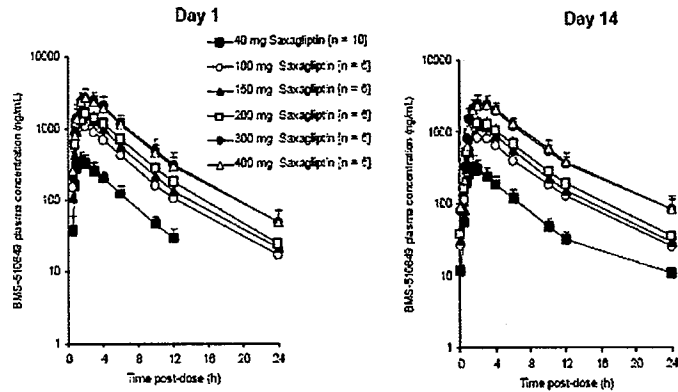 Day 1
Day 14
40 mg Saxagliptin [n = 10]
100 mg Saxagliptin [n = 6]
150 mg Saxagliptin [n = 6]
200 mg Saxagliptin [n = 6]
300 mg Saxagliptin [n = 6]
400 mg Saxagliptin [n = 6]
BMS-510849 plasma concentration (ng/mL)
10000
1000
100
10
1
0 4 8 12 16 20 24
Time post-dose (h)
BMS-510849 plasma concentration (ng/mL)
10000
1000
100
10
1
0 4 8 12 16 20 24
Time post-dose (h)